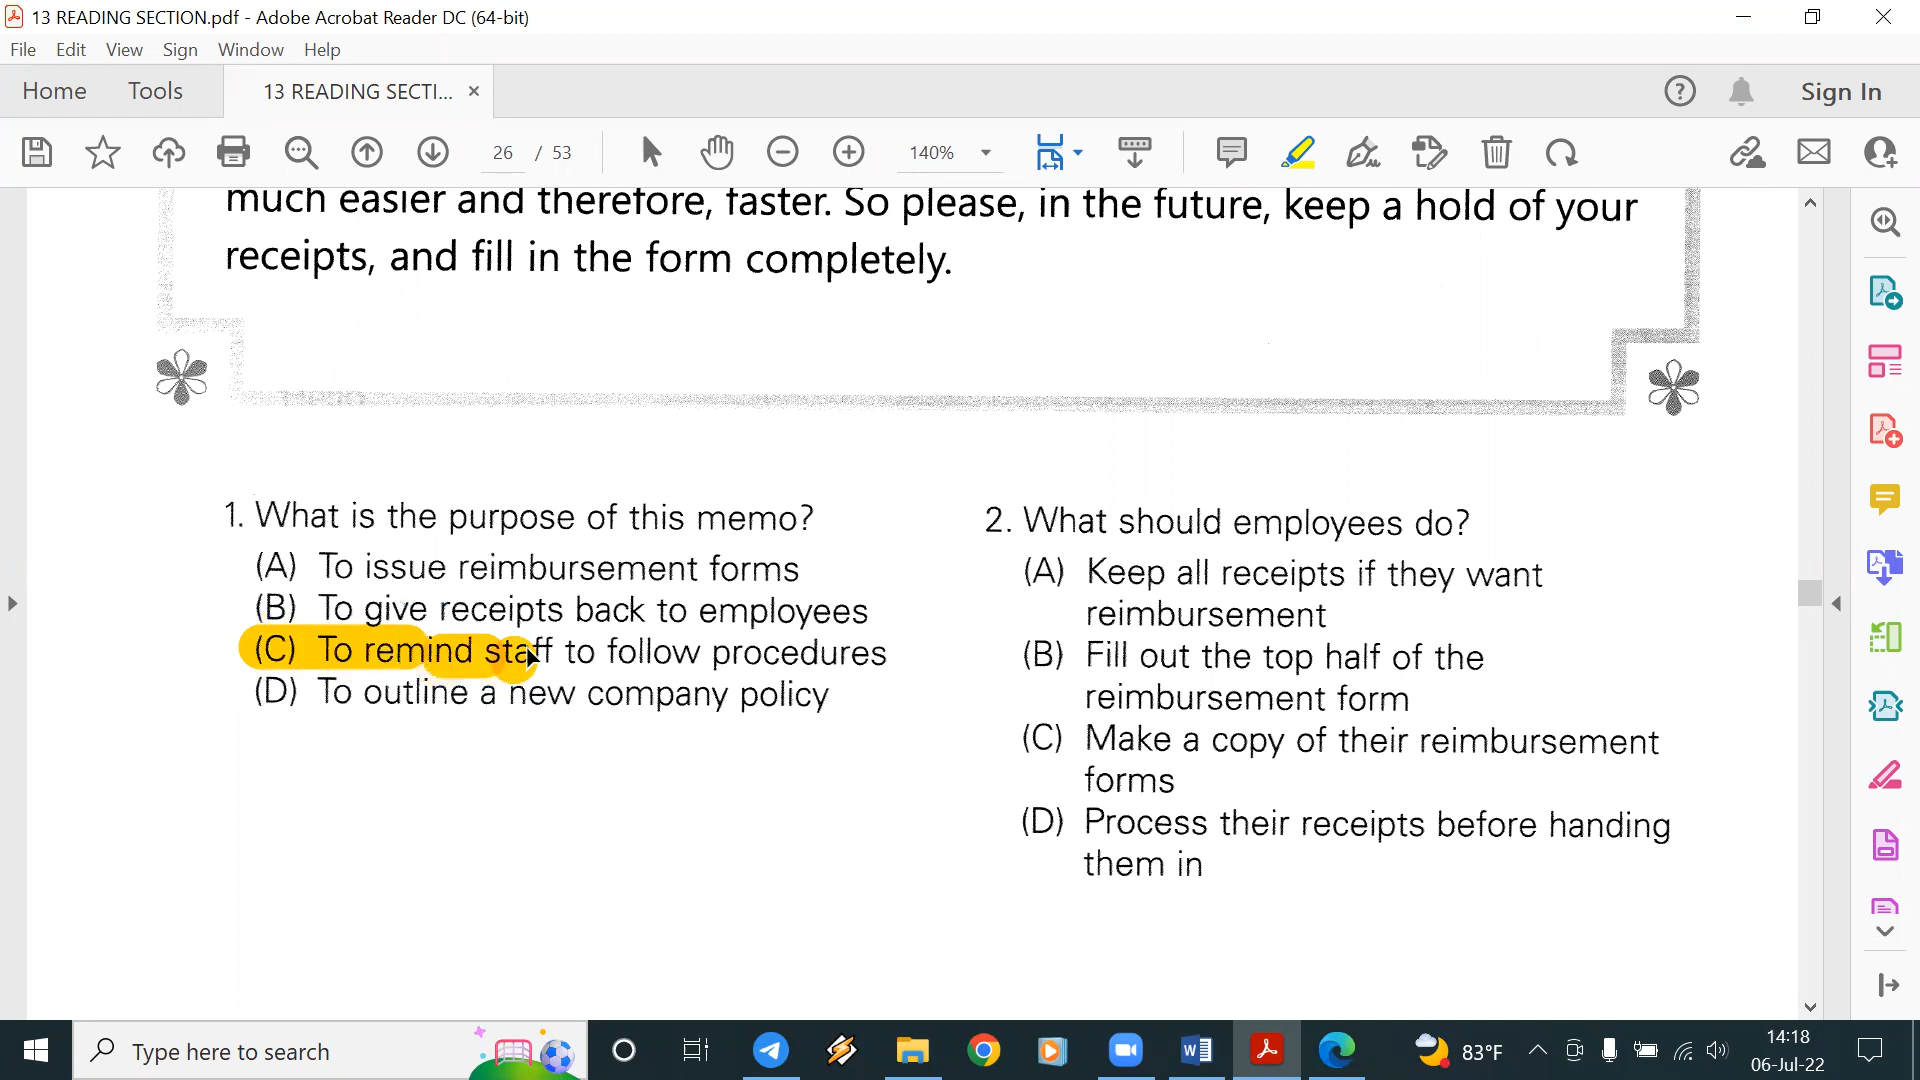 13 READING SECTION.pdf - Adobe Acrobat Reader DC (64-bit)
File Edit View Sign Window Help
Home Tools 13 READING SECTI... × Sign In
26 / 53 140%
much easier and therefore, faster. So please, in the future, keep a hold of your
receipts, and fill in the form completely.
1. What is the purpose of this memo?
(A) To issue reimbursement forms
(B) To give receipts back to employees
(C) To remind staff to follow procedures
(D) To outline a new company policy
2. What should employees do?
(A) Keep all receipts if they want
reimbursement
(B) Fill out the top half of the
reimbursement form
(C) Make a copy of their reimbursement
forms
(D) Process their receipts before handing
them in
Type here to search
83°F
14:18
06-Jul-22